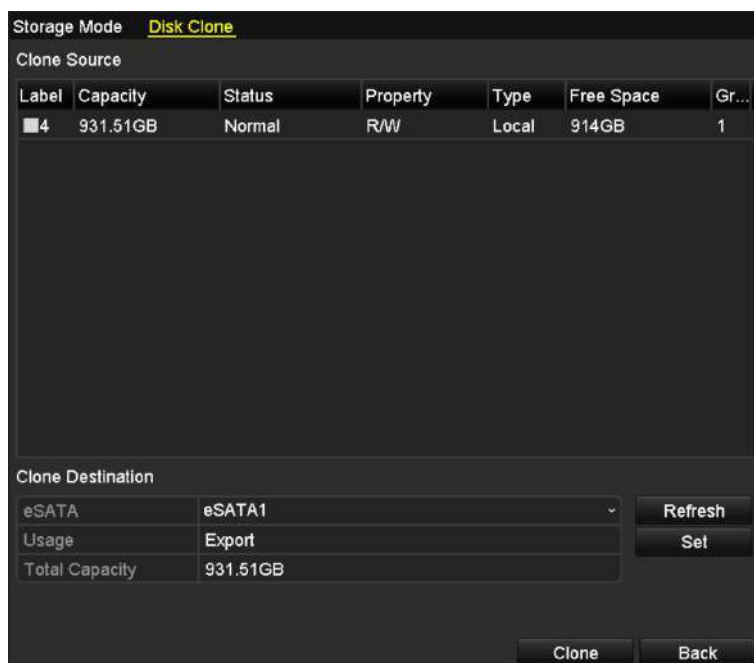 Storage Mode Disk Clone
Clone Source
Label Capacity Status Property Type Free Space Gr...
4 931.51GB Normal R/W Local 914GB 1
Clone Destination
eSATA eSATA1 Refresh
Usage Export Set
Total Capacity 931.51GB
Clone Back